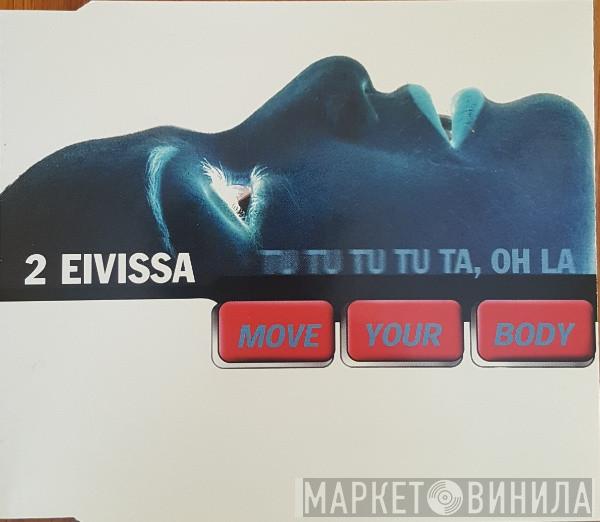 2 EIVISSA
TU TU TU TU TA, OH LA
MOVE YOUR BODY
МАРКЕТ ВИНИЛА